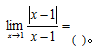 lim_{x→1} |x−1| / (x−1) = ( )。